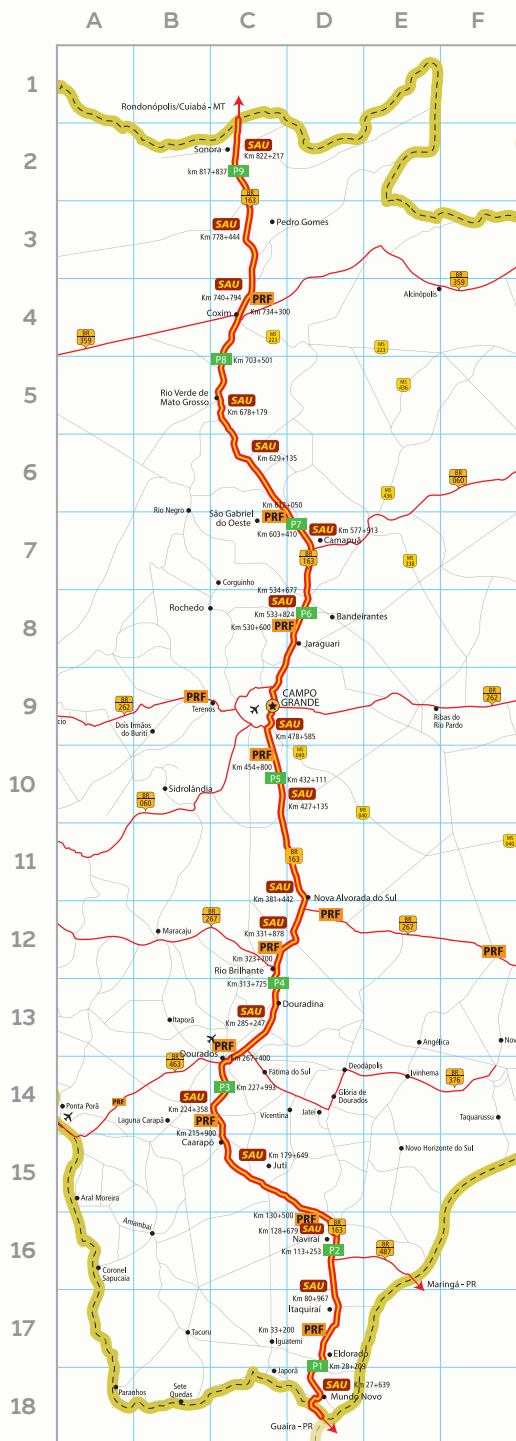 A B C D E F
1
Rondonópolis/Cuiabá – MT
2
Sonora
SAU
Km 822+217
km 817+837
P9
BR
163
3
SAU
Km 778+444
Pedro Gomes
4
SAU
Km 740+794
PRF
Km 734+300
Coxim
BR
359
Alcinópolis
BR
359
MS
223
MS
223
5
P8
Km 703+501
Rio Verde de
Mato Grosso
SAU
Km 678+179
MS
436
6
SAU
Km 629+135
BR
060
MS
436
7
Rio Negro
São Gabriel
do Oeste
PRF
P7
Km 603+410
SAU
Km 577+913
Camapuã
BR
163
MS
338
8
Corguinho
Km 534+677
SAU
Km 533+824
P6
Rochedo
Km 530+600
PRF
Bandeirantes
Jaraguari
9
PRF
Terenos
BR
262
CAMPO
GRANDE
BR
262
cio
Dois Irmãos
do Buriti
SAU
Km 478+585
Ribas do
Rio Pardo
10
PRF
Km 454+800
MS
040
P5
Km 432+111
Sidrolândia
BR
060
SAU
Km 427+135
MS
040
11
BR
163
MS
040
12
SAU
Km 381+442
Nova Alvorada do Sul
BR
267
PRF
BR
267
Maracaju
SAU
Km 331+878
PRF
PRF
Km 323+700
Rio Brilhante
13
P4
Km 313+725
Douradina
SAU
Km 285+247
Itaporã
PRF
Angélica
Nov
14
Dourados
Km 267+400
BR
463
Fátima do Sul
Deodápolis
Ivinhema
BR
376
P3
Km 227+993
Ponta Porã
PRF
SAU
Km 224+358
Glória de
Dourados
Laguna Carapã
PRF
Vicentina
Jateí
Taquarussu
Km 215+900
15
Caarapó
SAU
Km 179+649
Juti
Novo Horizonte do Sul
Aral Moreira
16
Km 130+500
PRF
BR
163
Amambai
Km 128+679
SAU
Naviraí
P2
Km 113+253
BR
487
Coronel
Sapucaia
SAU
Km 80+967
Maringá – PR
17
Itaquiraí
Km 33+200
PRF
Tacuru
Iguatemi
Eldorado
P1
Km 28+209
18
Japorã
Paranhos
Sete
Quedas
SAU
Km 27+639
Mundo Novo
Guaíra – PR